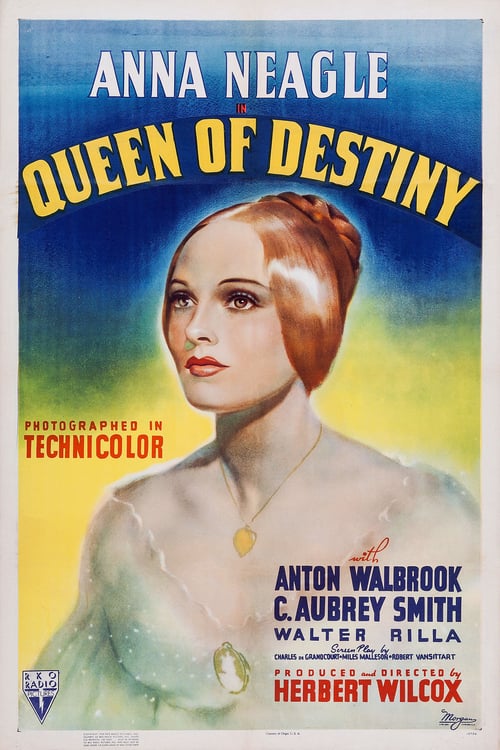 ANNA NEAGLE
IN
QUEEN OF DESTINY
PHOTOGRAPHED IN
TECHNICOLOR
with
ANTON WALBROOK
C. AUBREY SMITH
WALTER RILLA
Screen Play by
CHARLES DE GRANDCOURT • MILES MALLESON • ROBERT VANSITTART
PRODUCED and DIRECTED by
HERBERT WILCOX
RKO
RADIO
PICTURES
Morgan